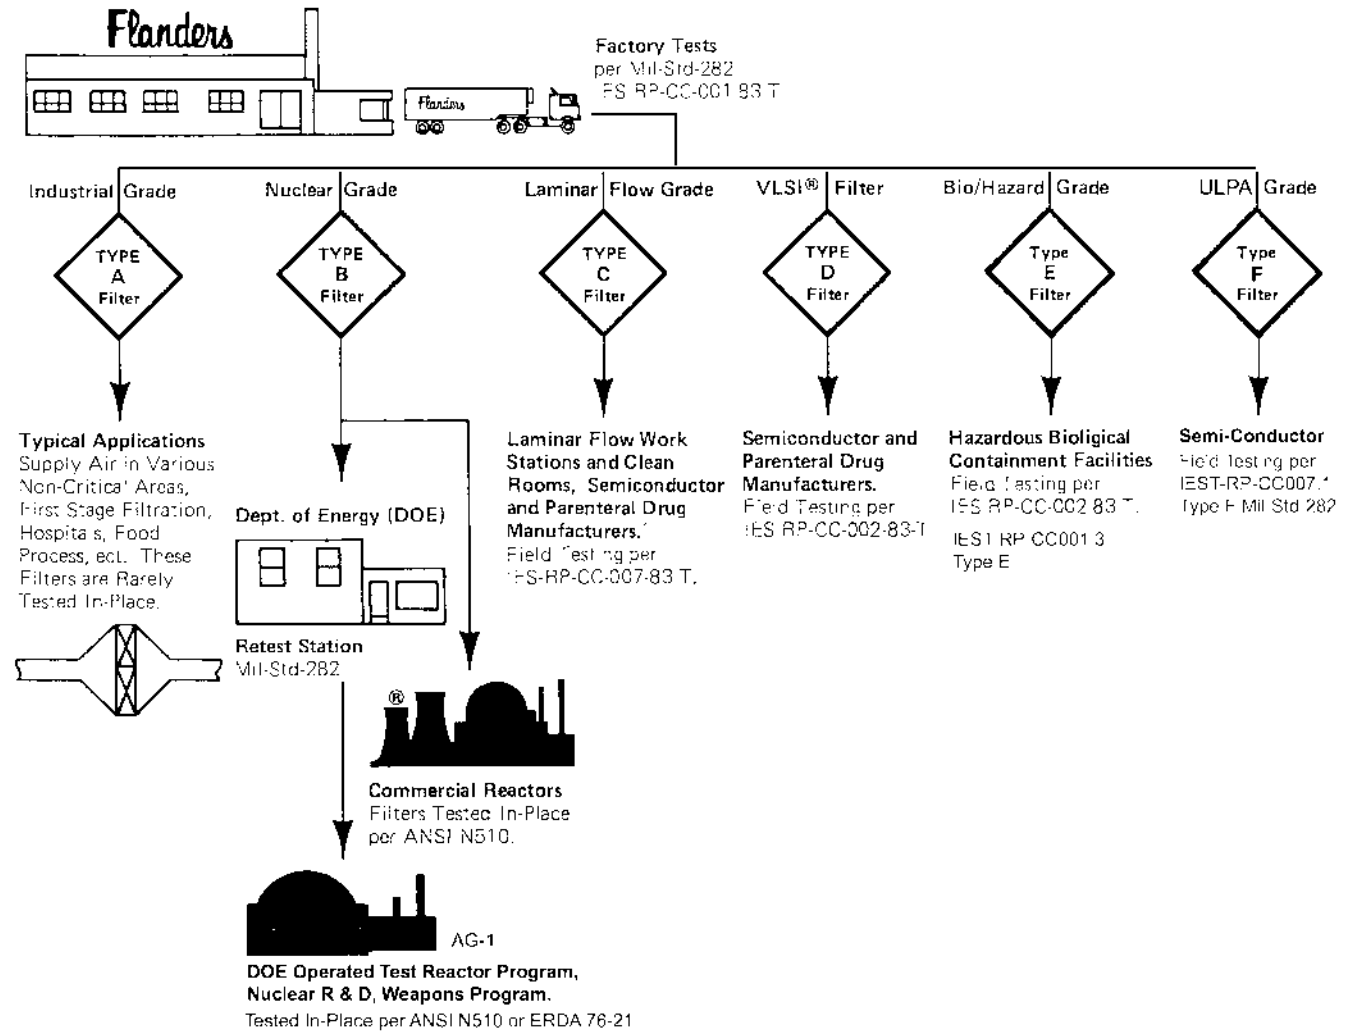 Flanders
Factory Tests
per Mil-Std-282
IES RP-CC-001 83 T
Flanders
Industrial Grade
Nuclear Grade
Laminar Flow Grade
VLSI® Filter
Bio/Hazard Grade
ULPA Grade
TYPE
A
Filter
TYPE
B
Filter
TYPE
C
Filter
TYPE
D
Filter
Type
E
Filter
Type
F
Filter
Typical Applications
Supply Air in Various
Non-Critical Areas,
First Stage Filtration,
Hospitals, Food
Process, ect. These
Filters are Rarely
Tested In-Place.
Dept. of Energy (DOE)
Retest Station
Mil-Std-282
®
Commercial Reactors
Filters Tested In-Place
per ANSI N510.
AG-1
DOE Operated Test Reactor Program,
Nuclear R & D, Weapons Program.
Tested In-Place per ANSI N510 or ERDA 76-21
Laminar Flow Work
Stations and Clean
Rooms, Semiconductor
and Parenteral Drug
Manufacturers.
Field Testing per
IES-RP-CC-007-83 T.
Semiconductor and
Parenteral Drug
Manufacturers.
Field Testing per
IES RP-CC-002-83-T
Hazardous Bioligical
Containment Facilities
Field Testing per
IES RP-CC-002 83 T.
IEST RP CC001 3
Type E
Semi-Conductor
Field Testing per
IEST-RP-CC007.1
Type F Mil Std 282